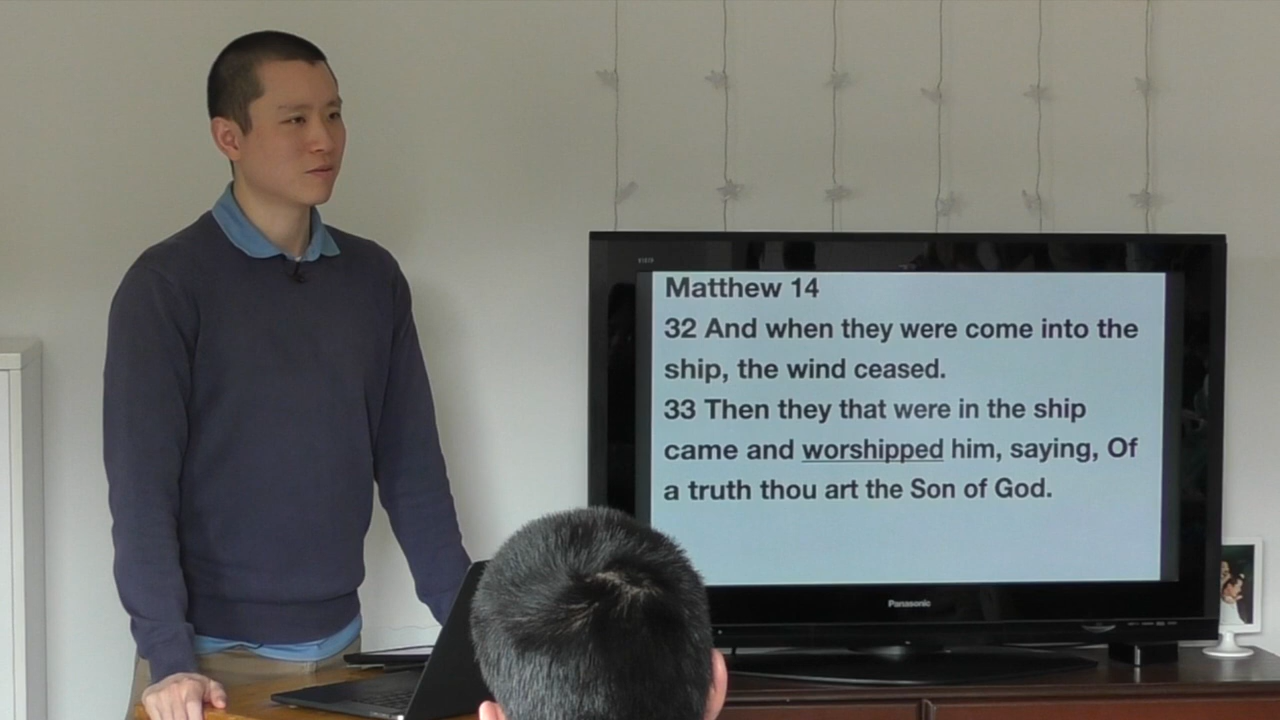 Matthew 14
32 And when they were come into the
ship, the wind ceased.
33 Then they that were in the ship
came and worshipped him, saying, Of
a truth thou art the Son of God.
Panasonic